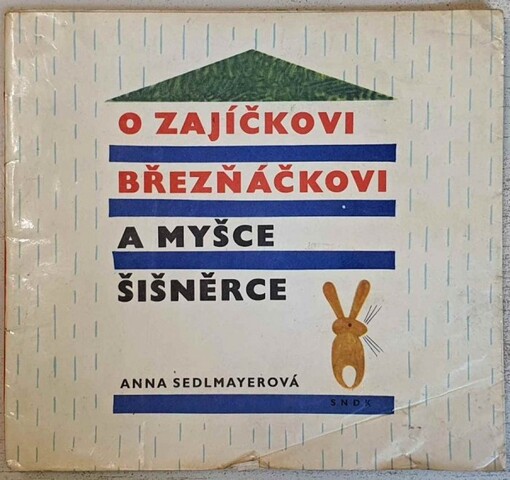 O ZAJÍČKOVI
BŘEZŇÁČKOVI
A MYŠCE
ŠIŠNĚRCE
ANNA SEDLMAYEROVÁ
SNDK